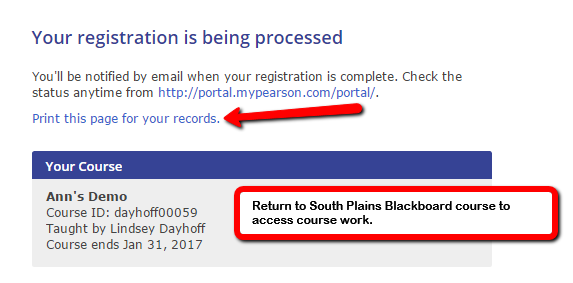 Your registration is being processed
You'll be notified by email when your registration is complete. Check the
status anytime from http://portal.mypearson.com/portal/.
Print this page for your records.
Your Course
Ann's Demo
Course ID: dayhoff00059
Taught by Lindsey Dayhoff
Course ends Jan 31, 2017
Return to South Plains Blackboard course to
access course work.